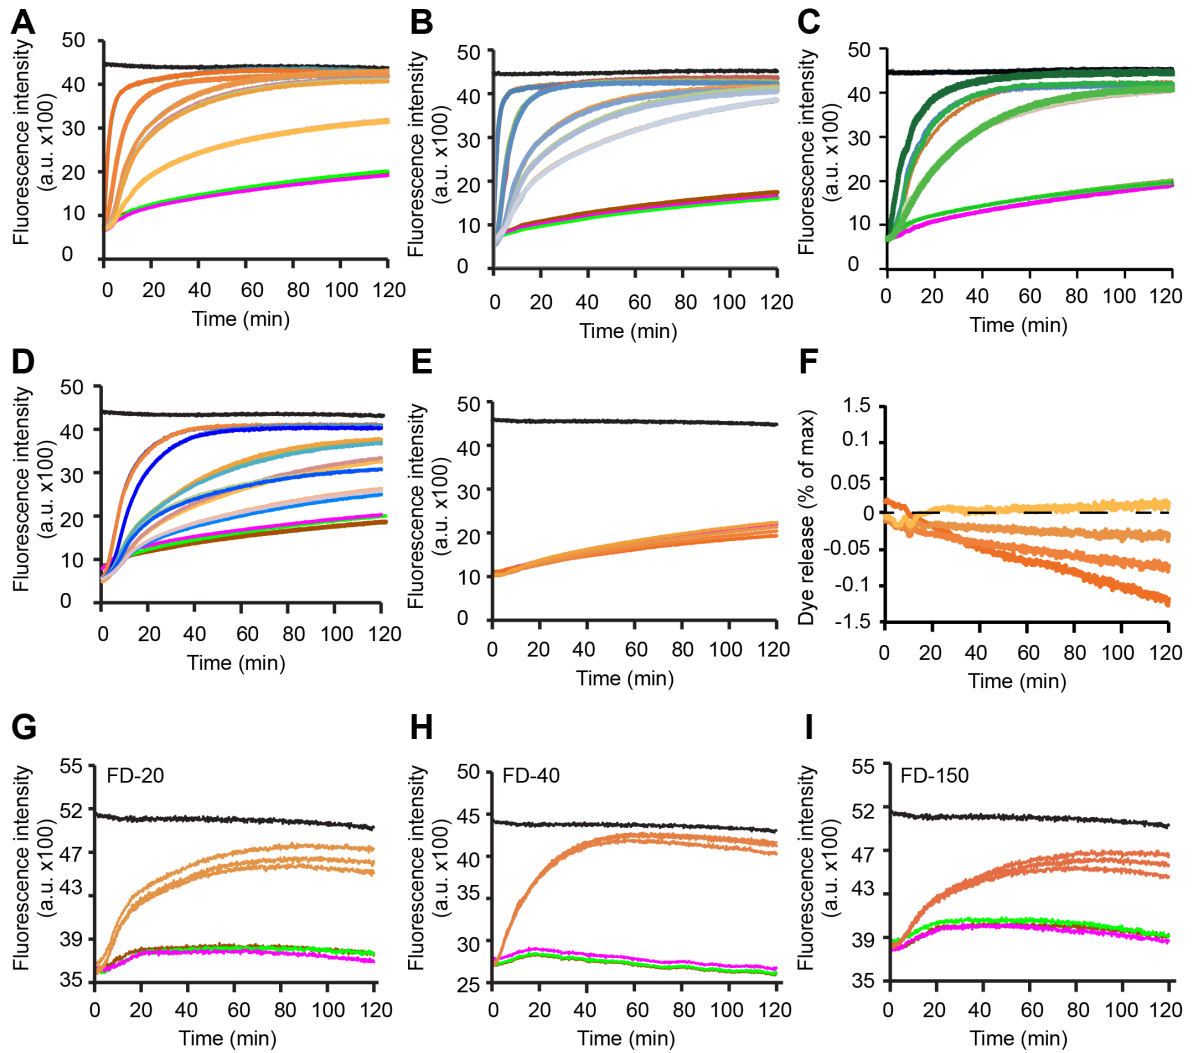 A
Fluorescence intensity
(a.u. x100)
50
40
30
20
10
0
0 20 40 60 80 100 120
Time (min)
B
Fluorescence intensity
(a.u. x100)
50
40
30
20
10
0
0 20 40 60 80 100 120
Time (min)
C
Fluorescence intensity
(a.u. x100)
50
40
30
20
10
0
0 20 40 60 80 100 120
Time (min)
D
Fluorescence intensity
(a.u. x100)
50
40
30
20
10
0
0 20 40 60 80 100 120
Time (min)
E
Fluorescence intensity
(a.u. x100)
50
40
30
20
10
0
0 20 40 60 80 100 120
Time (min)
F
Dye release (% of max)
1.5
0.1
0.05
0
-0.05
-0.1
-1.5
0 20 40 60 80 100 120
Time (min)
G
FD-20
Fluorescence intensity
(a.u. x100)
55
52
47
43
39
35
0 20 40 60 80 100 120
Time (min)
H
FD-40
Fluorescence intensity
(a.u. x100)
50
45
40
35
30
25
0 20 40 60 80 100 120
Time (min)
I
FD-150
Fluorescence intensity
(a.u. x100)
55
52
47
43
39
35
0 20 40 60 80 100 120
Time (min)